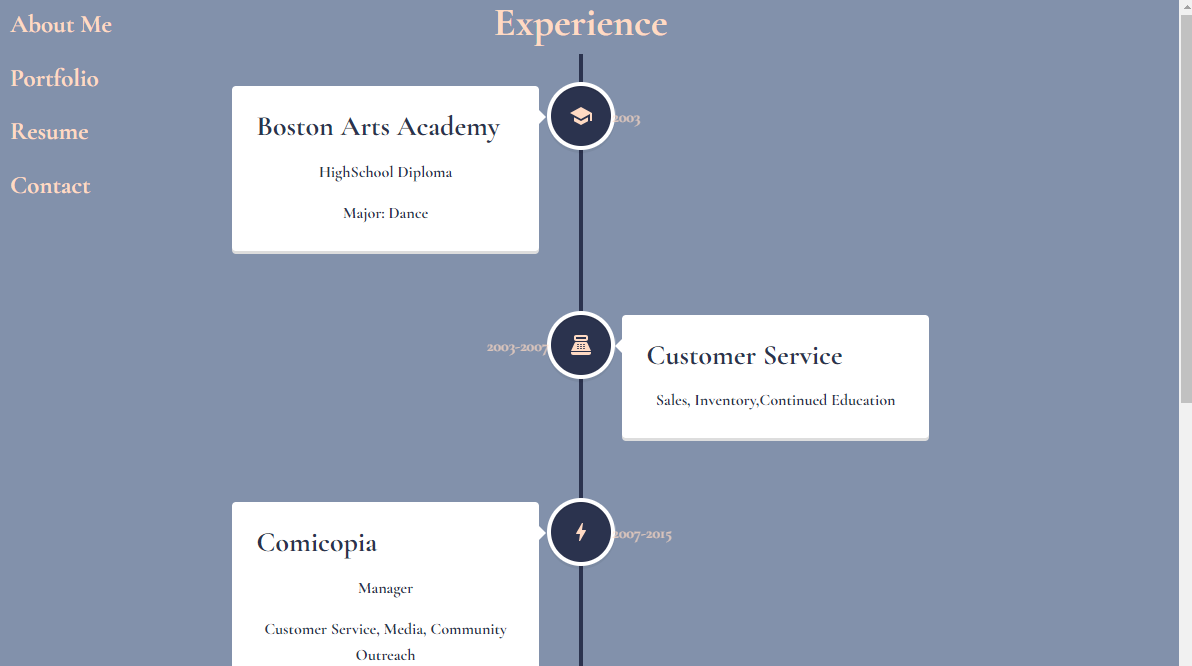 About Me
Portfolio
Resume
Contact
Experience
Boston Arts Academy
HighSchool Diploma
Major: Dance
2003
2003-2007
Customer Service
Sales, Inventory,Continued Education
Comicopia
Manager
Customer Service, Media, Community
Outreach
2007-2015